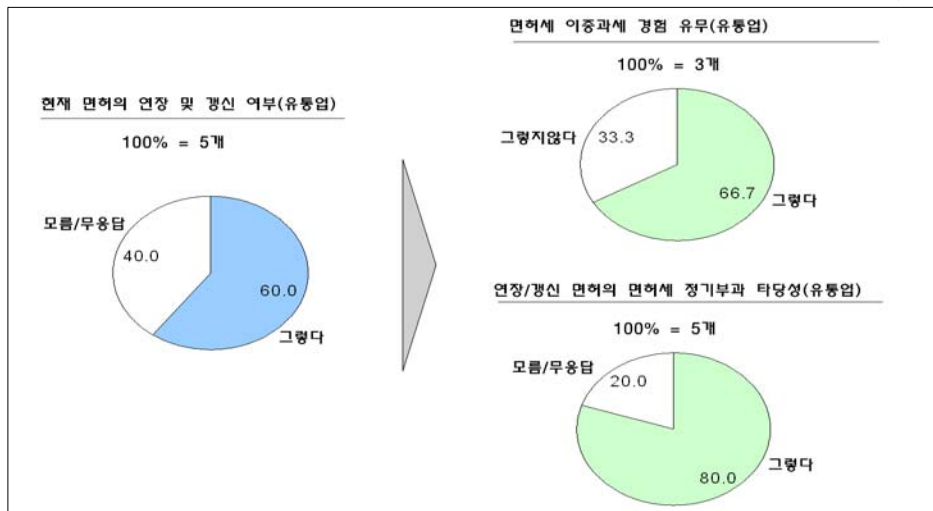 현재 면허의 연장 및 갱신 여부(유통업)
100% = 5개
모름/무응답
40.0
60.0
그렇다
면허세 이중과세 경험 유무(유통업)
100% = 3개
그렇지않다
33.3
66.7
그렇다
연장/갱신 면허의 면허세 정기부과 타당성(유통업)
100% = 5개
모름/무응답
20.0
80.0
그렇다